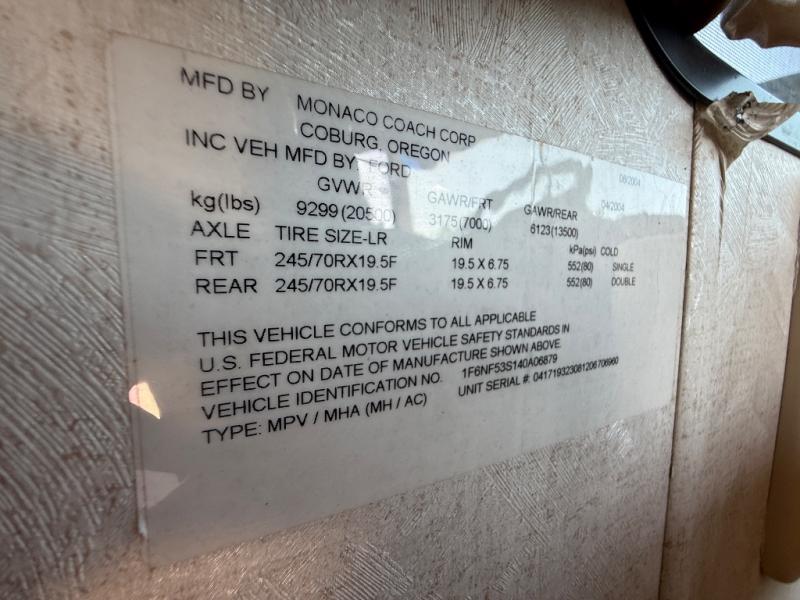 MFD BY MONACO COACH CORP 08/2004
COBURG, OREGON
INC VEH MFD BY FORD 04/2004
GVWR GAWR/FRT GAWR/REAR
kg(lbs) 9299(20500) 3175(7000) 6123(13500)
AXLE TIRE SIZE-LR RIM kPa(psi) COLD
FRT 245/70RX19.5F 19.5 X 6.75 552(80) SINGLE
REAR 245/70RX19.5F 19.5 X 6.75 552(80) DOUBLE
THIS VEHICLE CONFORMS TO ALL APPLICABLE
U.S. FEDERAL MOTOR VEHICLE SAFETY STANDARDS IN
EFFECT ON DATE OF MANUFACTURE SHOWN ABOVE.
VEHICLE IDENTIFICATION NO. 1F6NF53S140A06879
TYPE: MPV / MHA (MH / AC) UNIT SERIAL #: 041719323081206706960